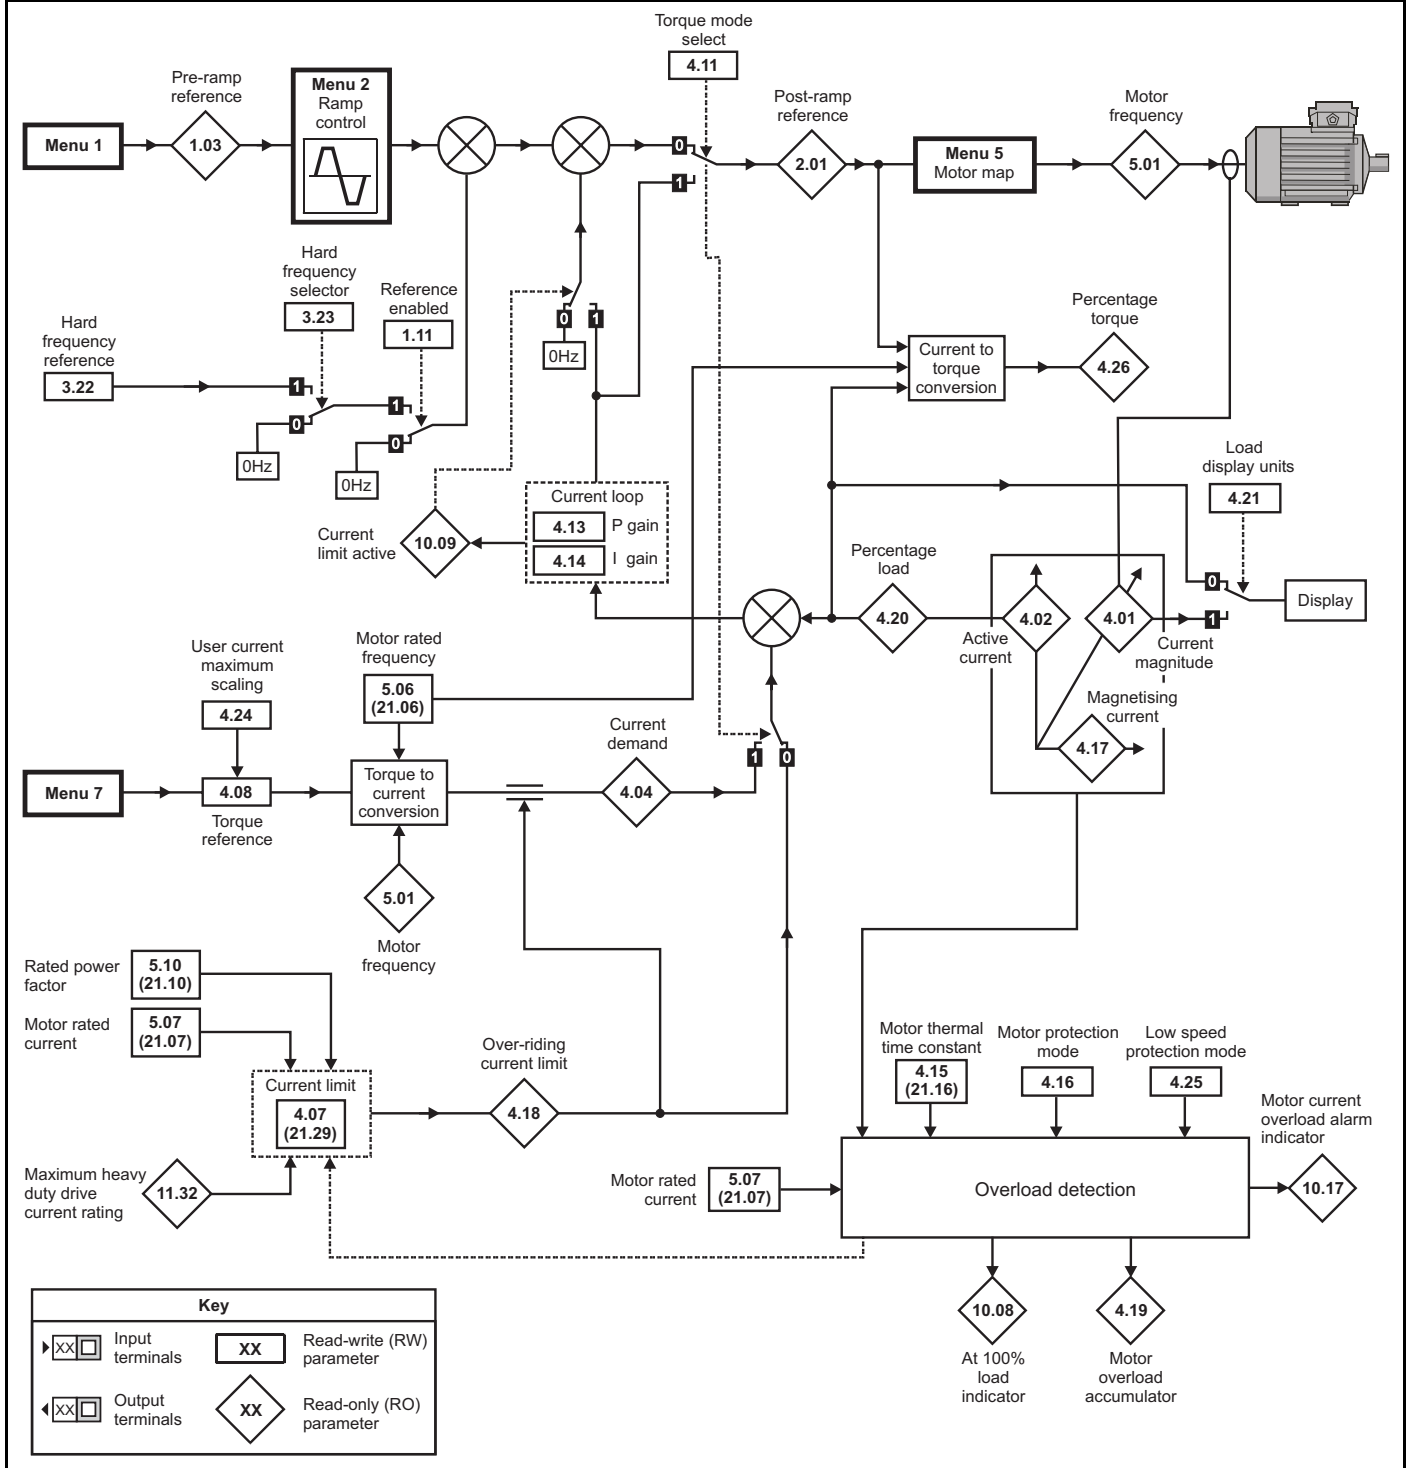 Torque mode
select
4.11
Pre-ramp
reference
Menu 1
1.03
Menu 2
Ramp
control
0
1
Post-ramp
reference
2.01
Menu 5
Motor map
Motor
frequency
5.01
Hard
frequency
selector
3.23
Reference
enabled
1.11
Hard
frequency
reference
3.22
1
0
0Hz
1
0
0Hz
0
1
0Hz
Current to
torque
conversion
Percentage
torque
4.26
Current
limit active
10.09
Current loop
4.13
P gain
4.14
I gain
Load
display units
4.21
0
1
Display
Percentage
load
4.20
4.02
Active
current
4.01
Current
magnitude
Magnetising
current
4.17
User current
maximum
scaling
4.24
Motor rated
frequency
5.06
(21.06)
Menu 7
4.08
Torque
reference
Torque to
current
conversion
Current
demand
4.04
1
0
5.01
Motor
frequency
Rated power
factor
5.10
(21.10)
Motor rated
current
5.07
(21.07)
Current limit
4.07
(21.29)
Over-riding
current limit
4.18
Maximum heavy
duty drive
current rating
11.32
Motor thermal
time constant
4.15
(21.16)
Motor protection
mode
4.16
Low speed
protection mode
4.25
Motor current
overload alarm
indicator
10.17
Motor rated
current
5.07
(21.07)
Overload detection
10.08
At 100%
load
indicator
4.19
Motor
overload
accumulator
Key
XX
Input
terminals
XX
Read-write (RW)
parameter
XX
Output
terminals
XX
Read-only (RO)
parameter